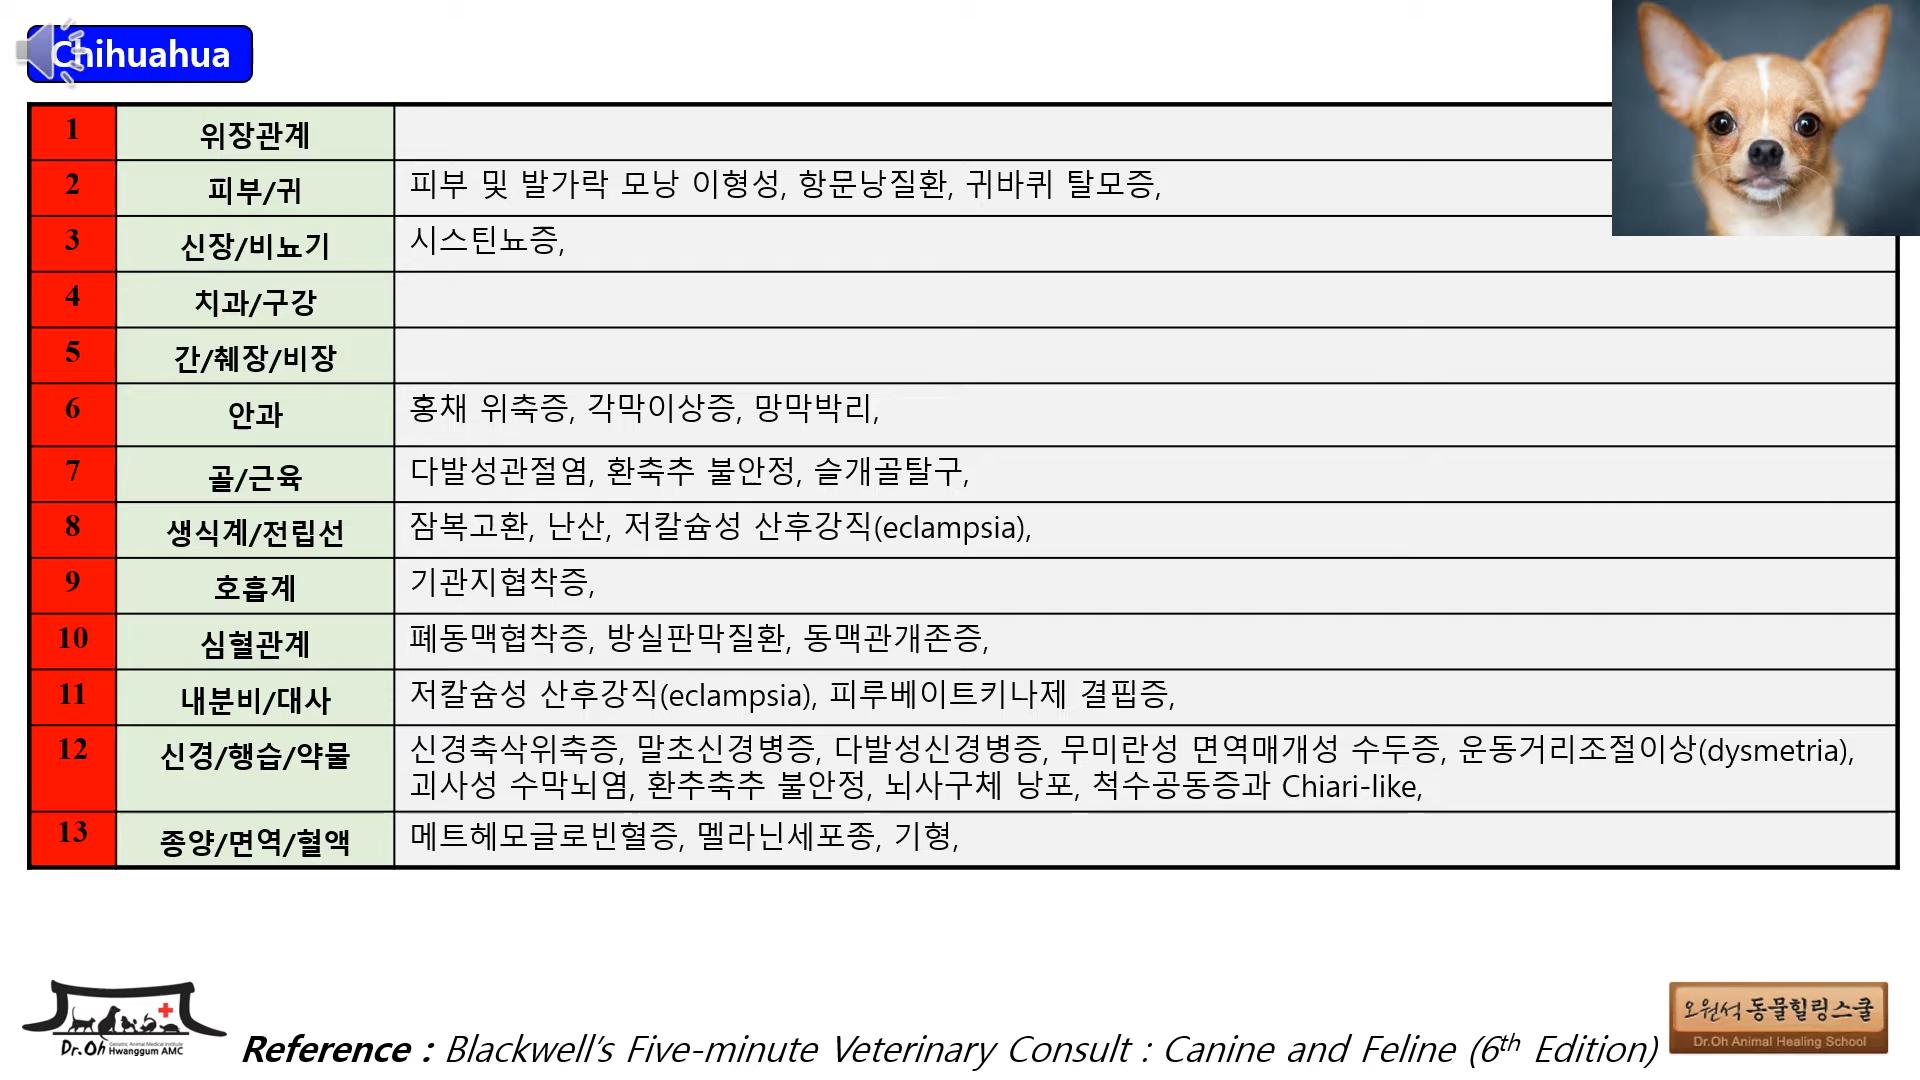 Chihuahua
1 위장관계
2 피부/귀 피부 및 발가락 모낭 이형성, 항문낭질환, 귀바퀴 탈모증,
3 신장/비뇨기 시스틴뇨증,
4 치과/구강
5 간/췌장/비장
6 안과 홍채 위축증, 각막이상증, 망막박리,
7 골/근육 다발성관절염, 환축추 불안정, 슬개골탈구,
8 생식계/전립선 잠복고환, 난산, 저칼슘성 산후강직(eclampsia),
9 호흡계 기관지협착증,
10 심혈관계 폐동맥협착증, 방실판막질환, 동맥관개존증,
11 내분비/대사 저칼슘성 산후강직(eclampsia), 피루베이트키나제 결핍증,
12 신경/행습/약물 신경축삭위축증, 말초신경병증, 다발성신경병증, 무미란성 면역매개성 수두증, 운동거리조절이상(dysmetria),
괴사성 수막뇌염, 환추축추 불안정, 뇌사구체 낭포, 척수공동증과 Chiari-like,
13 종양/면역/혈액 메트헤모글로빈혈증, 멜라닌세포종, 기형,
Geriatric Animal Medical Institute
Dr.Oh Hwanggum AMC
Reference : Blackwell's Five-minute Veterinary Consult : Canine and Feline (6th Edition)
오원석 동물힐링스쿨
Dr.Oh Animal Healing School